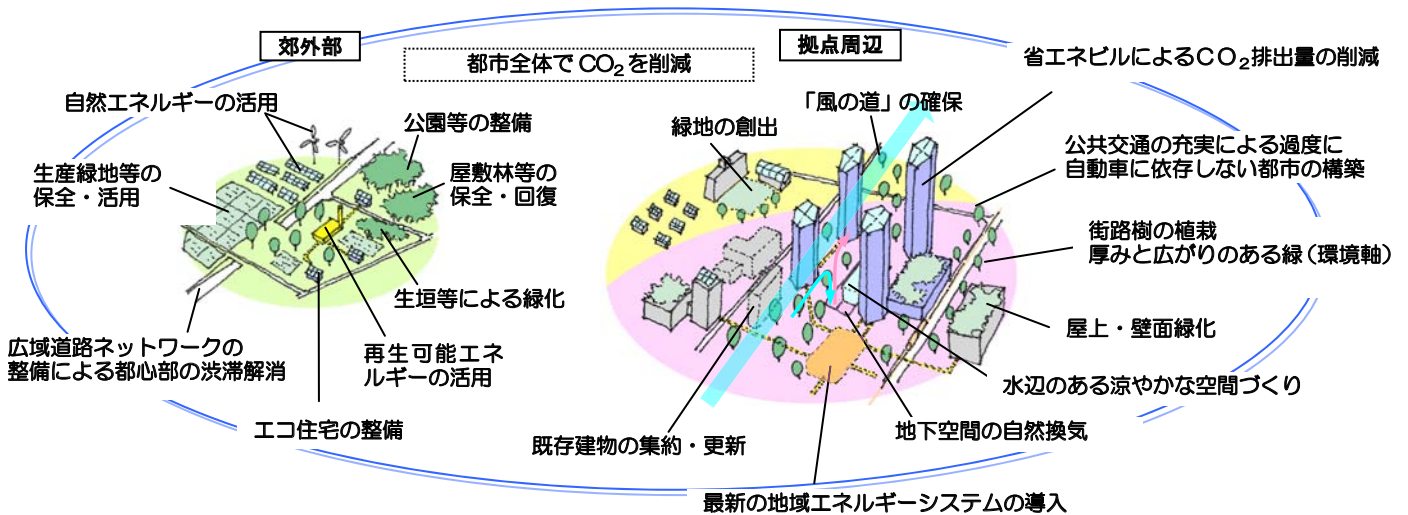 郊外部
都市全体でCO₂を削減
拠点周辺
省エネビルによるCO₂排出量の削減
自然エネルギーの活用
公園等の整備
生産緑地等の
保全・活用
屋敷林等の
保全・回復
生垣等による緑化
広域道路ネットワークの
整備による都心部の渋滞解消
再生可能エネ
ルギーの活用
エコ住宅の整備
「風の道」の確保
緑地の創出
公共交通の充実による過度に
自動車に依存しない都市の構築
街路樹の植栽
厚みと広がりのある緑(環境軸)
屋上・壁面緑化
水辺のある涼やかな空間づくり
地下空間の自然換気
既存建物の集約・更新
最新の地域エネルギーシステムの導入